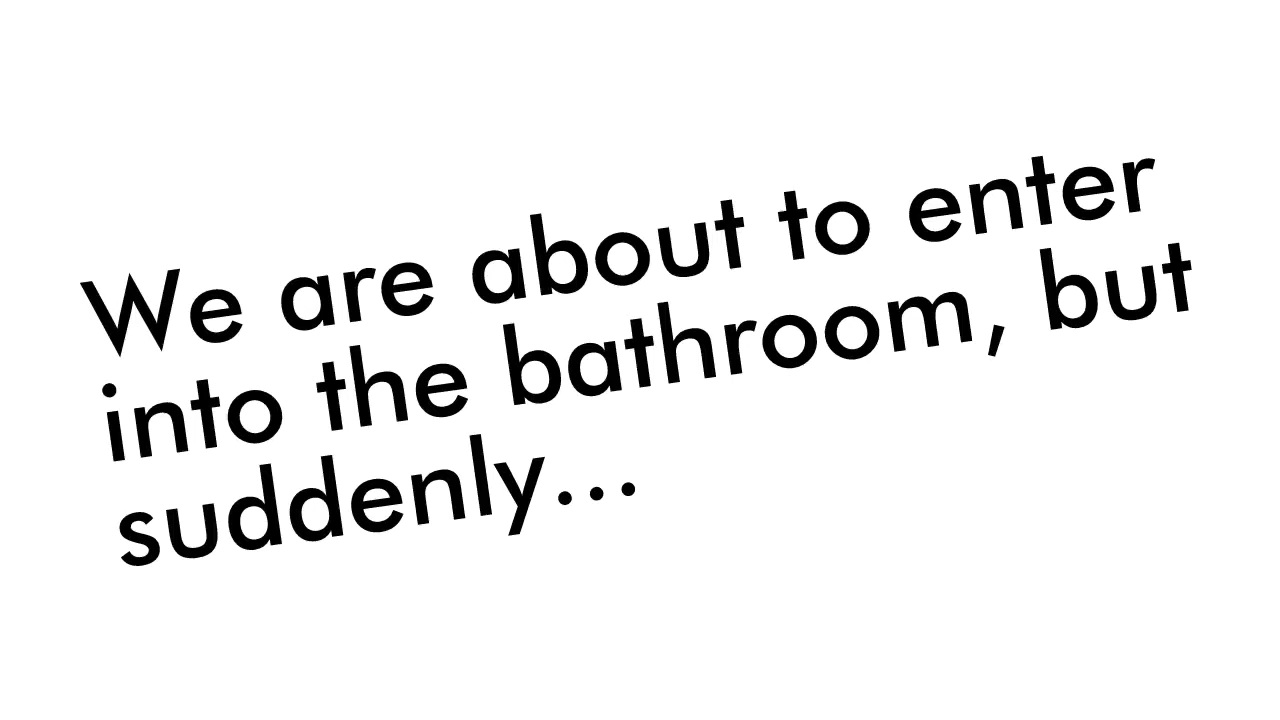 We are about to enter
into the bathroom, but
suddenly...